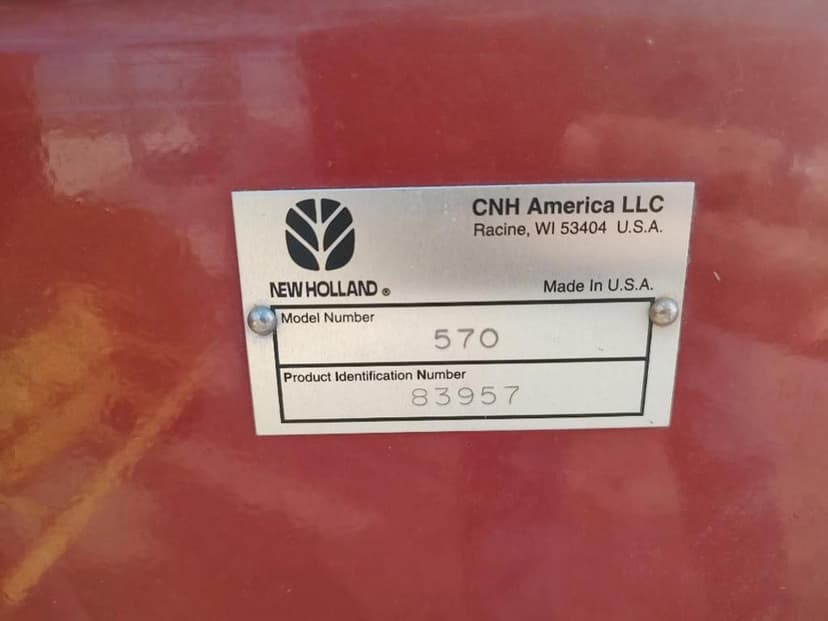 CNH America LLC
Racine, WI 53404 U.S.A.
NEW HOLLAND ®
Made In U.S.A.
Model Number
570
Product Identification Number
83957